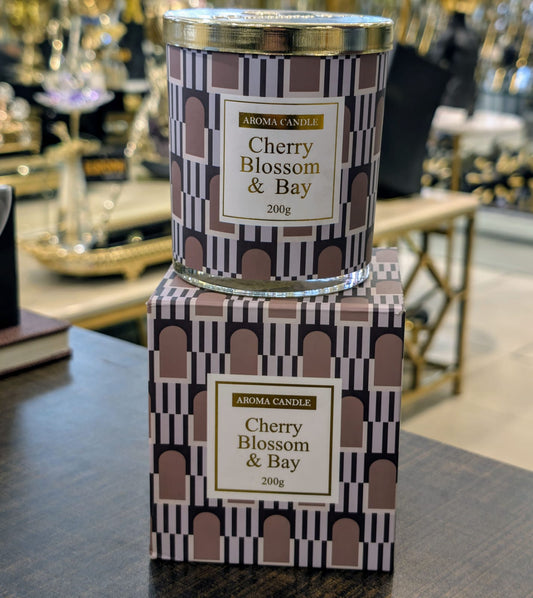 AROMA CANDLE
Cherry
Blossom
& Bay
200g
AROMA CANDLE
Cherry
Blossom
& Bay
200g